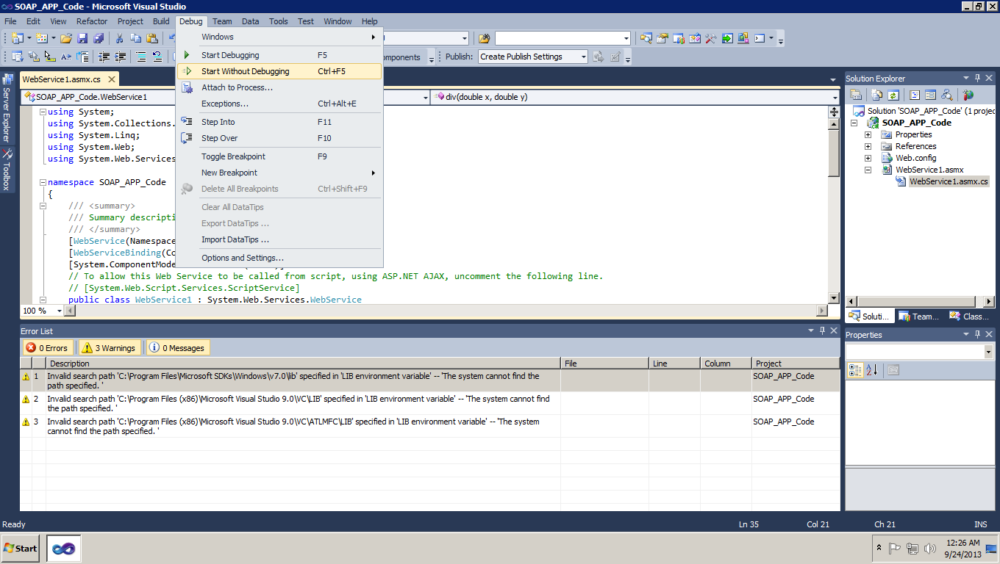 SOAP_APP_Code - Microsoft Visual Studio
File Edit View Refactor Project Build Debug Team Data Tools Test Window Help
Windows
Start Debugging F5
Start Without Debugging Ctrl+F5
Attach to Process...
Exceptions... Ctrl+Alt+E
Step Into F11
Step Over F10
Toggle Breakpoint F9
New Breakpoint
Delete All Breakpoints Ctrl+Shift+F9
Clear All DataTips
Export DataTips ...
Import DataTips ...
Options and Settings...
Publish: Create Publish Settings
Server Explorer
Toolbox
WebService1.asmx.cs
SOAP_APP_Code.WebService1
div(double x, double y)
using System;
using System.Collections.
using System.Linq;
using System.Web;
using System.Web.Services
namespace SOAP_APP_Code
{
/// <summary>
/// Summary descripti
/// </summary>
[WebService(Namespace
[WebServiceBinding(Co
[System.ComponentMode
// To allow this Web Service to be called from script, using ASP.NET AJAX, uncomment the following line.
// [System.Web.Script.Services.ScriptService]
public class WebService1 : System.Web.Services.WebService
100 %
Solution Explorer
Solution 'SOAP_APP_Code' (1 projec
SOAP_APP_Code
Properties
References
Web.config
WebService1.asmx
WebService1.asmx.cs
Soluti... Team... Class...
Properties
Error List
0 Errors 3 Warnings 0 Messages
Description File Line Column Project
1 Invalid search path 'C:\Program Files\Microsoft SDKs\Windows\v7.0\lib' specified in 'LIB environment variable' -- 'The system cannot find the SOAP_APP_Code
path specified. '
2 Invalid search path 'C:\Program Files (x86)\Microsoft Visual Studio 9.0\VC\LIB' specified in 'LIB environment variable' -- 'The system cannot find SOAP_APP_Code
the path specified. '
3 Invalid search path 'C:\Program Files (x86)\Microsoft Visual Studio 9.0\VC\ATLMFC\LIB' specified in 'LIB environment variable' -- 'The system SOAP_APP_Code
cannot find the path specified. '
Ready Ln 35 Col 21 Ch 21 INS
Start
12:26 AM
9/24/2013